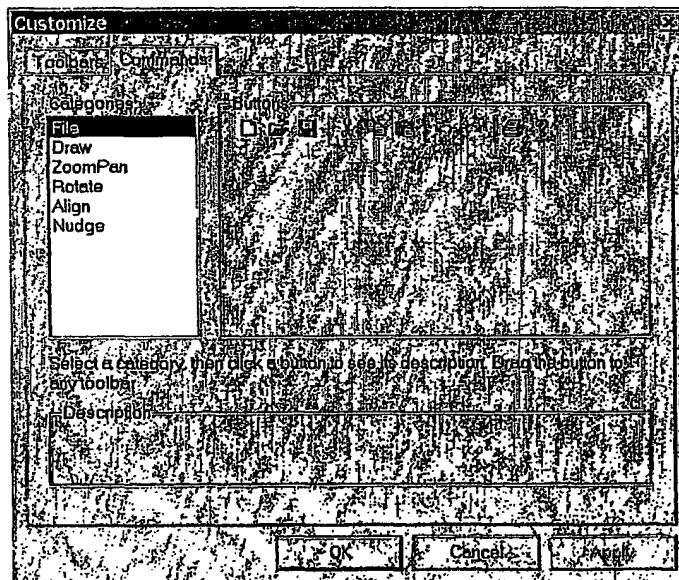 Customize
Toolbars Commands
Categories
Buttons
File
Draw
ZoomPan
Rotate
Align
Nudge
Select a category, then click a button to see its description. Drag the button to
any toolbar
Description
OK Cancel Apply